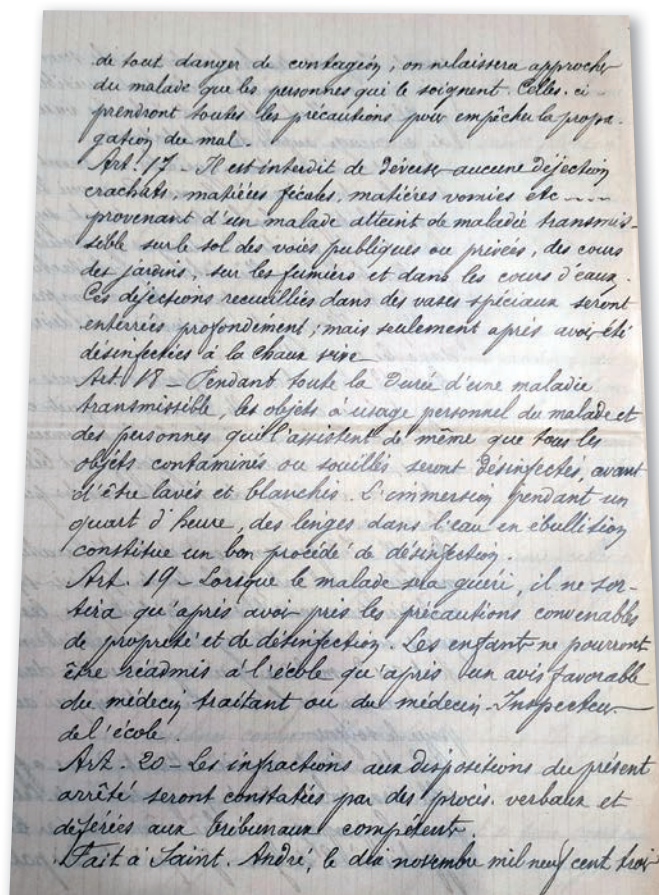 de tout danger de contagion, on ne laissera approcher
du malade que les personnes qui le soignent. Celles-ci
prendront toutes les précautions pour empêcher la propa-
gation du mal.
Art. 17 - Il est interdit de déverser aucune déjection
crachats, matières fécales, matières vomies etc ----
provenant d'un malade atteint de maladie transmis-
sible sur le sol des voies publiques ou privées, des cours
des jardins, sur les fumiers et dans les cours d'eaux.
Ces déjections recueillies dans des vases spéciaux seront
enterrées profondément, mais seulement après avoir été
désinfectées à la chaux vive
Art. 18 - Pendant toute la durée d'une maladie
transmissible, les objets à usage personnel du malade et
des personnes qui l'assistent de même que tous les
objets contaminés ou souillés seront désinfectés, avant
d'être lavés et blanchis. L'immersion pendant un
quart d'heure, des linges dans l'eau en ébullition
constitue un bon procédé de désinfection.
Art. 19 - Lorsque le malade sera guéri, il ne sor-
tira qu'après avoir pris les précautions convenables
de propreté et de désinfection. Les enfant ne pourront
être réadmis à l'école qu'après un avis favorable
du médecin traitant ou du médecin-Inspecteur
de l'école.
Art. 20 - Les infractions aux dispositions du présent
arrêté seront constatées par des procès-verbaux et
déférées aux tribunaux compétent.
Fait à Saint-André, le dix novembre mil neuf cent trois